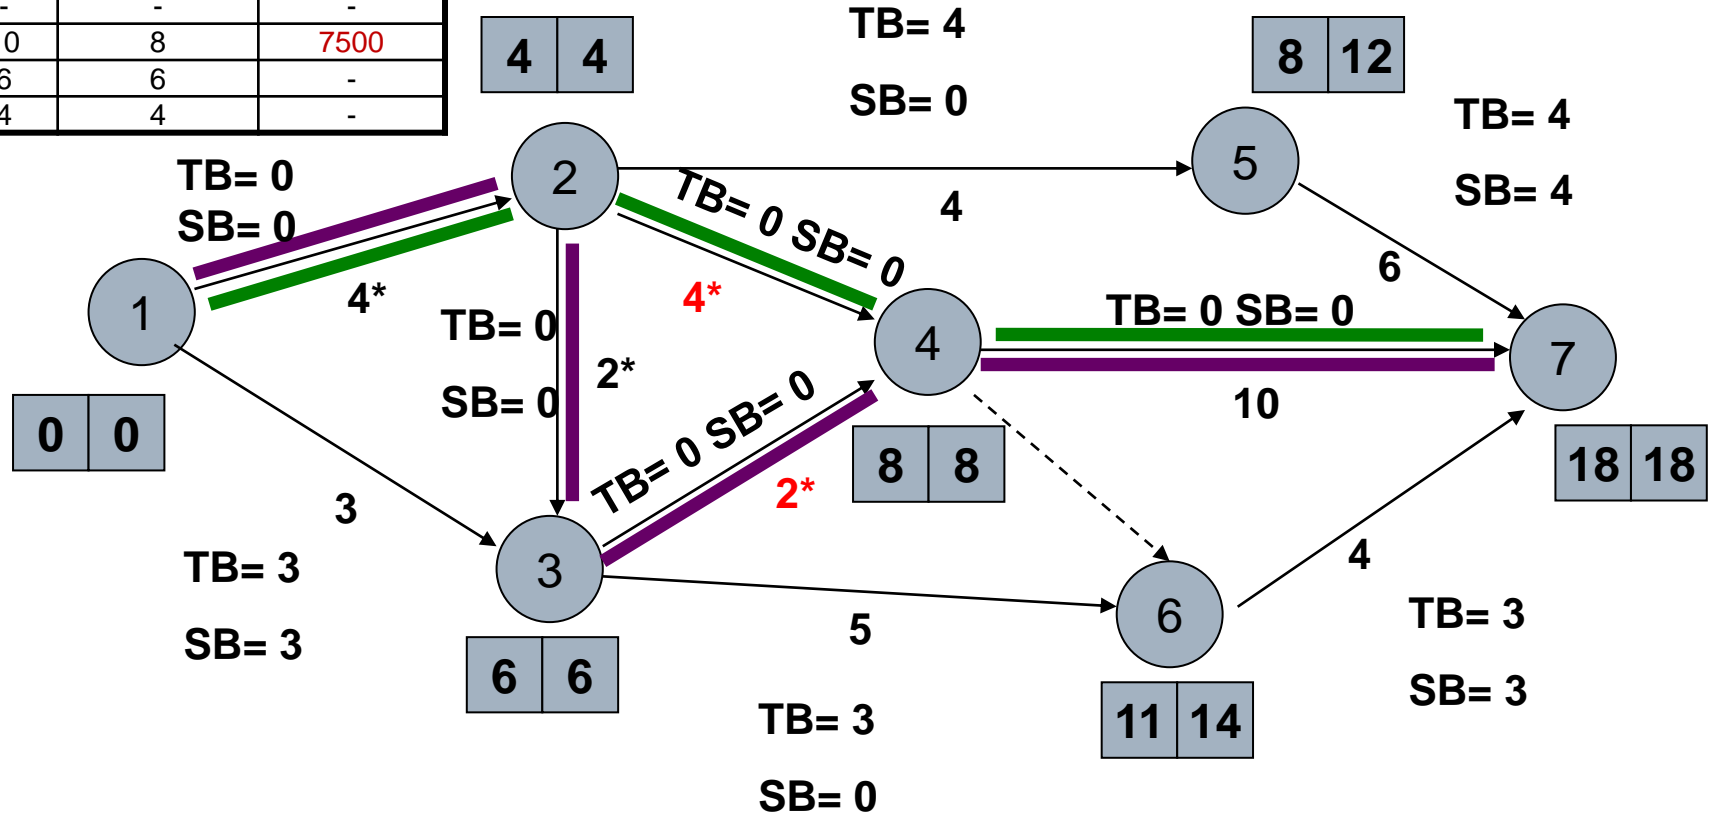 - - -
0 8 7500
6 6 -
4 4 -
4 4
TB= 4
SB= 0
8 12
TB= 4
SB= 4
TB= 0
SB= 0
2
5
TB= 0 SB= 0
4
6
1
4*
4*
TB= 0
SB= 0
2*
4
TB= 0 SB= 0
10
7
0 0
TB= 0 SB= 0
2*
8 8
18 18
3
TB= 3
SB= 3
3
5
6
4
6 6
TB= 3
SB= 0
11 14
TB= 3
SB= 3